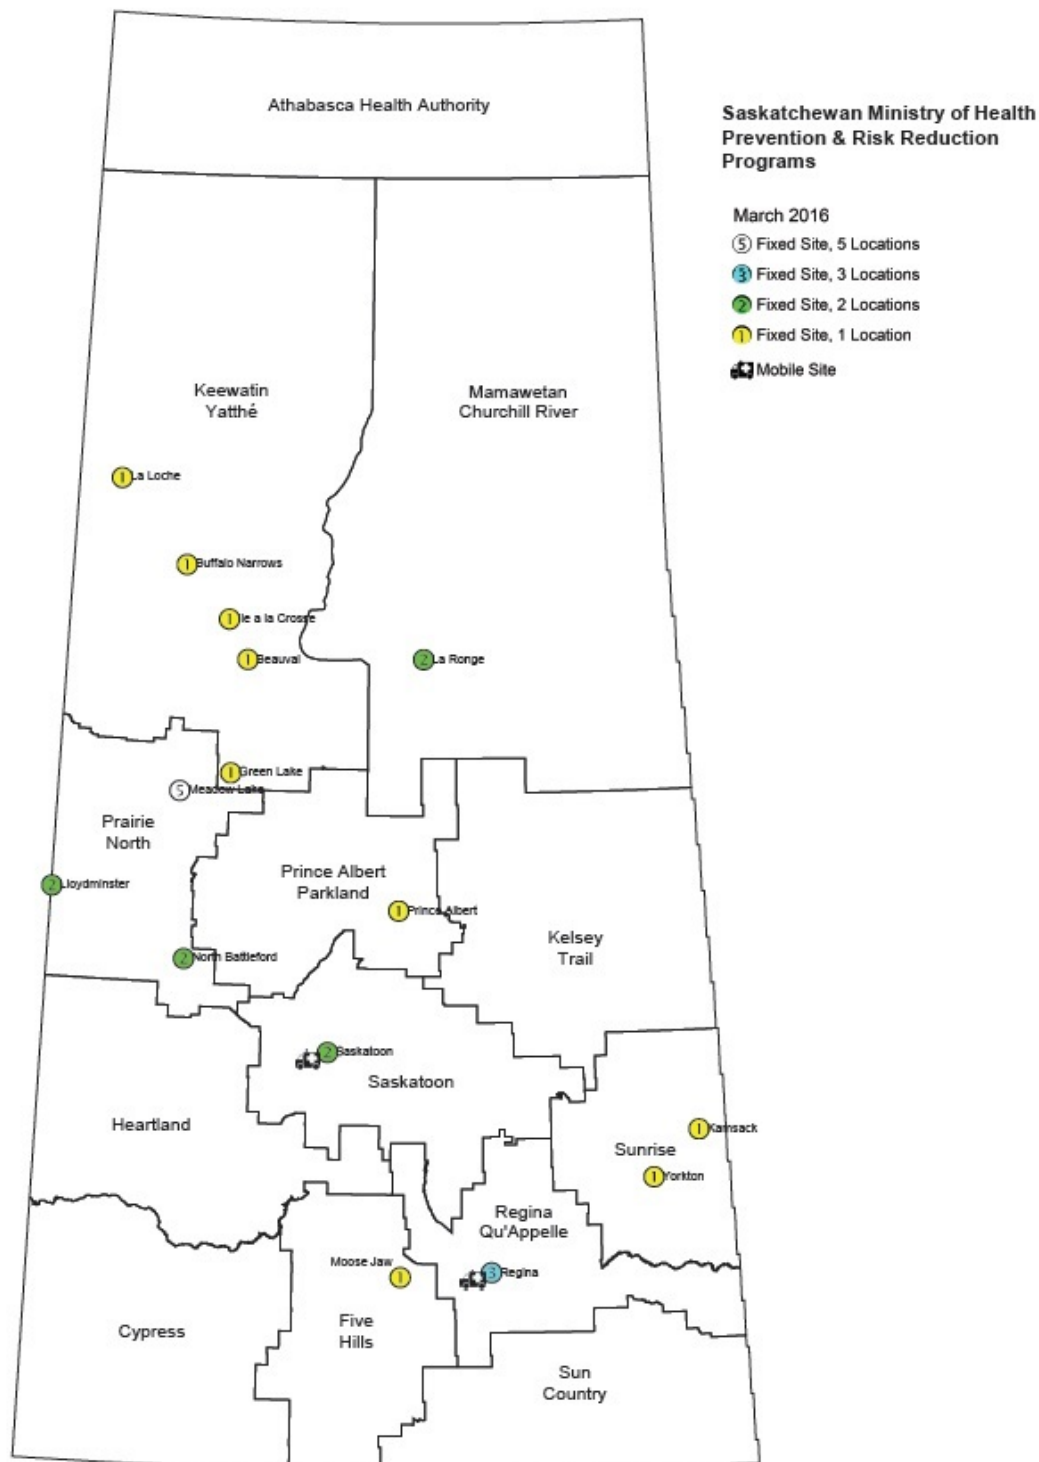 Athabasca Health Authority
Saskatchewan Ministry of Health
Prevention & Risk Reduction
Programs
March 2016
5 Fixed Site, 5 Locations
3 Fixed Site, 3 Locations
2 Fixed Site, 2 Locations
1 Fixed Site, 1 Location
Mobile Site
Keewatin
Yatthé
Mamawetan
Churchill River
1 La Loche
1 Buffalo Narrows
1 Ile a la Crosse
1 Beauval
2 La Ronge
1 Green Lake
5 Meadow Lake
Prairie
North
2 Lloydminster
Prince Albert
Parkland
1 Prince Albert
Kelsey
Trail
2 North Battleford
2 Saskatoon
Saskatoon
Heartland
1 Kamsack
Sunrise
1 Yorkton
Regina
Qu'Appelle
Moose Jaw
1
3 Regina
Cypress
Five
Hills
Sun
Country